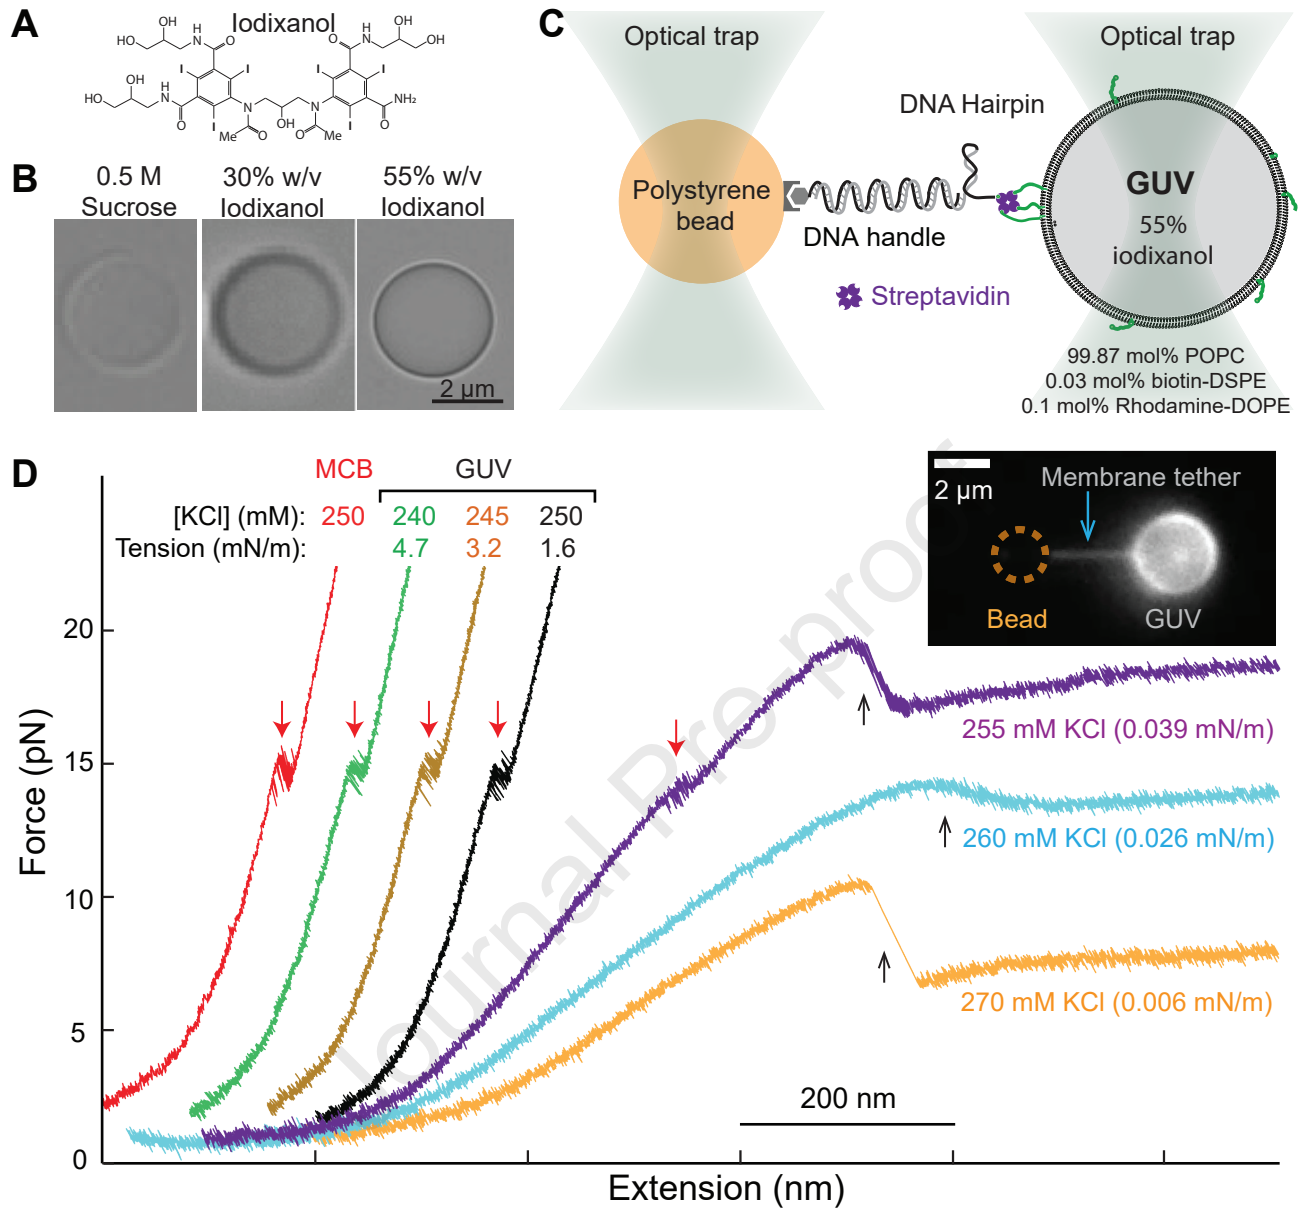 A
Iodixanol
OH
HO
H
N
O
O
H
N
OH
OH
I
I
I
I
OH
HO
H
N
O
I
N
OH
N
I
O
NH₂
Me
O
O
Me
B
0.5 M
Sucrose
30% w/v
Iodixanol
55% w/v
Iodixanol
2 µm
C
Optical trap
Optical trap
DNA Hairpin
Polystyrene
bead
DNA handle
Streptavidin
GUV
55%
iodixanol
99.87 mol% POPC
0.03 mol% biotin-DSPE
0.1 mol% Rhodamine-DOPE
D
MCB
GUV
[KCl] (mM): 250 240 245 250
Tension (mN/m): 4.7 3.2 1.6
2 µm
Membrane tether
Bead
GUV
Force (pN)
20
15
10
5
0
255 mM KCl (0.039 mN/m)
260 mM KCl (0.026 mN/m)
270 mM KCl (0.006 mN/m)
200 nm
Extension (nm)
Journal Pre-proof